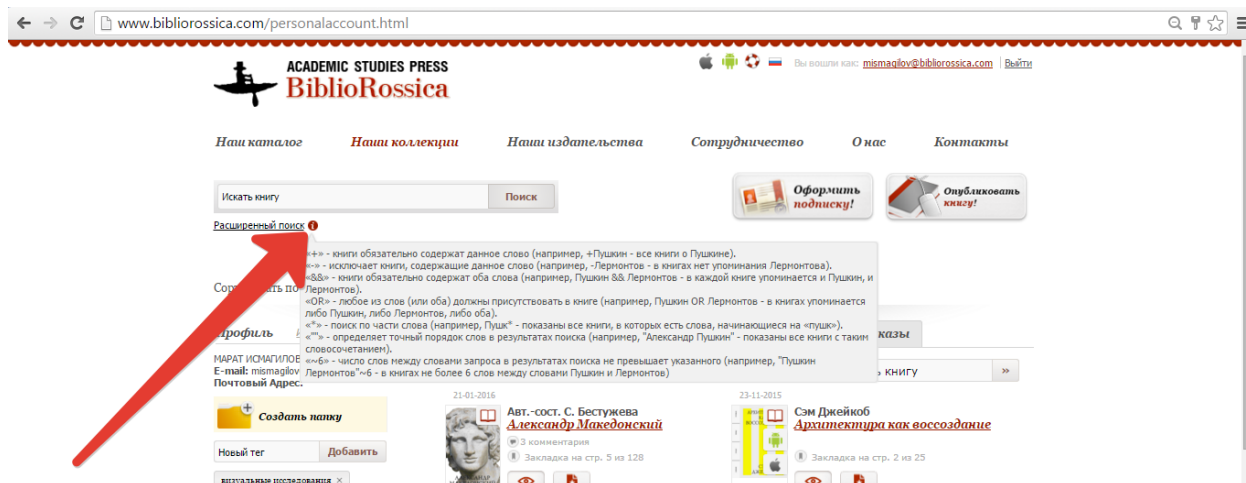 www.bibliorossica.com/personalaccount.html
ACADEMIC STUDIES PRESS
BiblioRossica
Вы вошли как: mismagilov@bibliorossica.com Выйти
Наш каталог Наши коллекции Наши издательства Сотрудничество О нас Контакты
Искать книгу Поиск
Оформить подписку!
Опубликовать книгу!
Расширенный поиск
«+» - книги обязательно содержат данное слово (например, +Пушкин - все книги о Пушкине).
«-» - исключает книги, содержащие данное слово (например, -Лермонтов - в книгах нет упоминания Лермонтова).
«&&» - книги обязательно содержат оба слова (например, Пушкин && Лермонтов - в каждой книге упоминается и Пушкин, и
Лермонтов).
«OR» - любое из слов (или оба) должны присутствовать в книге (например, Пушкин OR Лермонтов - в книгах упоминается
либо Пушкин, либо Лермонтов, либо оба).
«*» - поиск по части слова (например, Пушк* - показаны все книги, в которых есть слова, начинающиеся на «пушк»).
«""» - определяет точный порядок слов в результатах поиска (например, "Александр Пушкин" - показаны все книги с таким
словосочетанием).
«~6» - число слов между словами запроса в результатах поиска не превышает указанного (например, "Пушкин
Лермонтов"~6 - в книгах не более 6 слов между словами Пушкин и Лермонтов)
Профиль
МАРАТ
E-mail: mismagilov
Почтовый Адрес:
книгу »
Создать папку
Новый тег Добавить
визуальные исследования ×
21-01-2016
Авт.-сост. С. Бестужева
Александр Македонский
3 комментария
Закладка на стр. 5 из 128
23-11-2015
Сэм Джейкоб
Архитектура как воссоздание
Закладка на стр. 2 из 25